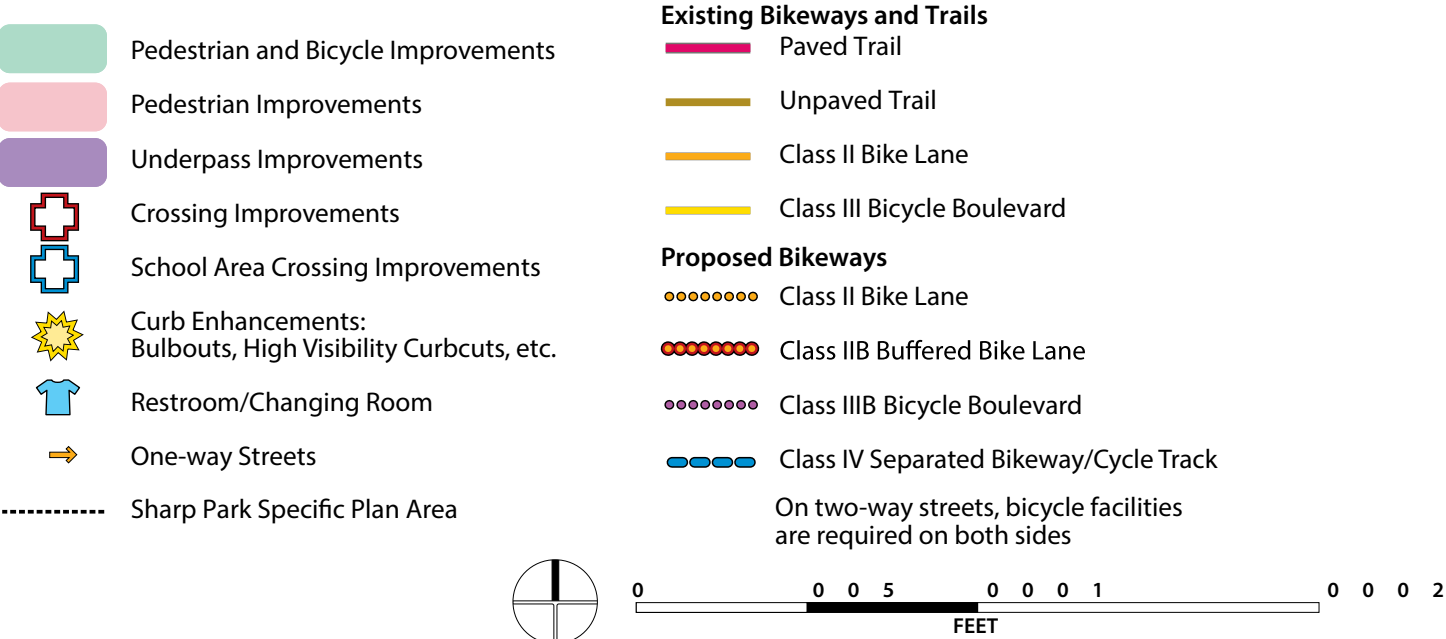 Pedestrian and Bicycle Improvements
Pedestrian Improvements
Underpass Improvements
Crossing Improvements
School Area Crossing Improvements
Curb Enhancements:
Bulbouts, High Visibility Curbcuts, etc.
Restroom/Changing Room
One-way Streets
Sharp Park Specific Plan Area
Existing Bikeways and Trails
Paved Trail
Unpaved Trail
Class II Bike Lane
Class III Bicycle Boulevard
Proposed Bikeways
Class II Bike Lane
Class IIB Buffered Bike Lane
Class IIIB Bicycle Boulevard
Class IV Separated Bikeway/Cycle Track
On two-way streets, bicycle facilities
are required on both sides
0 0 0 5 0 0 0 1 0 0 0 2
FEET